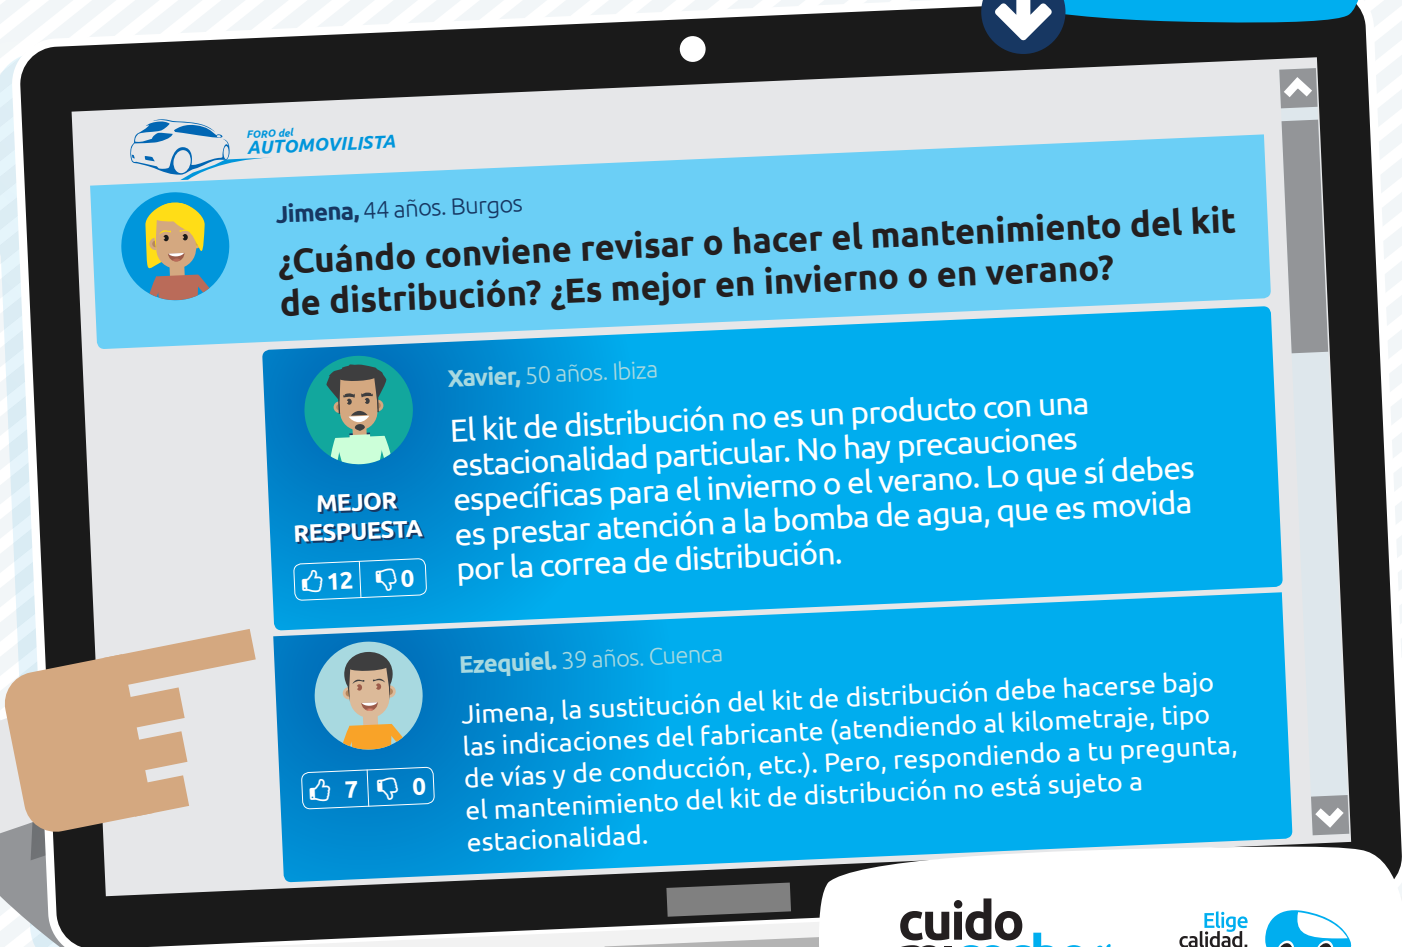 FORO del
AUTOMOVILISTA
Jimena, 44 años. Burgos
¿Cuándo conviene revisar o hacer el mantenimiento del kit
de distribución? ¿Es mejor en invierno o en verano?
Xavier, 50 años. Ibiza
El kit de distribución no es un producto con una
estacionalidad particular. No hay precauciones
específicas para el invierno o el verano. Lo que sí debes
es prestar atención a la bomba de agua, que es movida
por la correa de distribución.
MEJOR
RESPUESTA
12 0
Ezequiel. 39 años. Cuenca
Jimena, la sustitución del kit de distribución debe hacerse bajo
las indicaciones del fabricante (atendiendo al kilometraje, tipo
de vías y de conducción, etc.). Pero, respondiendo a tu pregunta,
el mantenimiento del kit de distribución no está sujeto a
estacionalidad.
7 0
cuido
Elige
calidad.